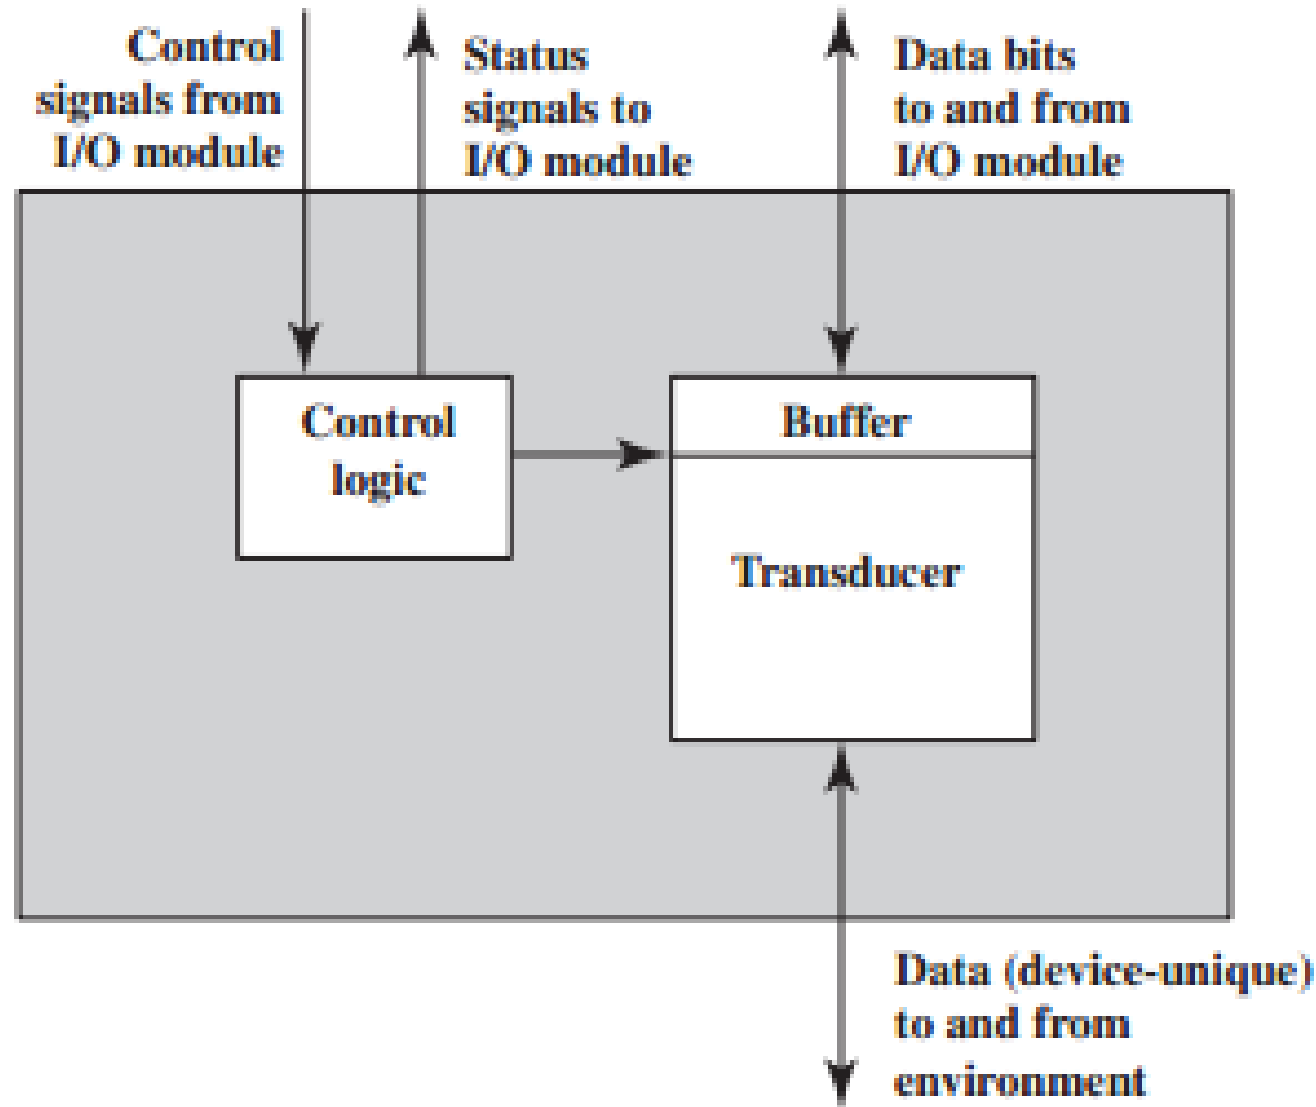 Control
signals from
I/O module
Status
signals to
I/O module
Data bits
to and from
I/O module
Control
logic
Buffer
Transducer
Data (device-unique)
to and from
environment